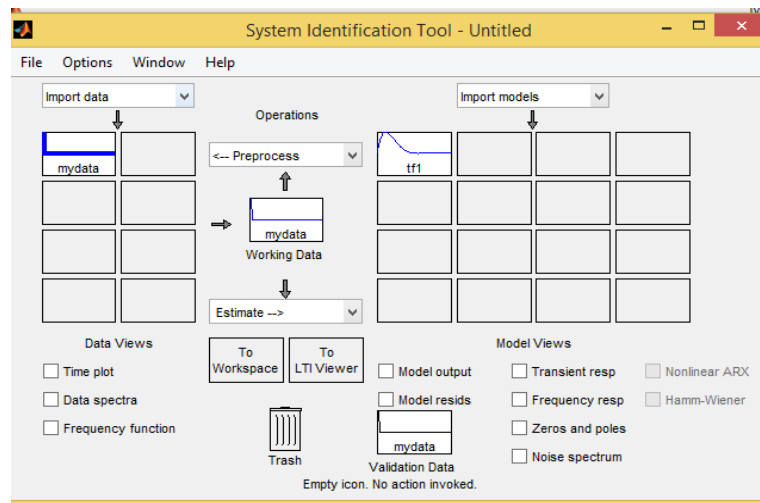 System Identification Tool - Untitled
File Options Window Help
Import data
Import models
Operations
mydata
<-- Preprocess
tf1
mydata
Working Data
Estimate -->
Data Views
Time plot
Data spectra
Frequency function
To Workspace
To LTI Viewer
Trash
Model Views
Model output
Transient resp
Nonlinear ARX
Model resids
Frequency resp
Hamm-Wiener
Zeros and poles
Noise spectrum
mydata
Validation Data
Empty icon. No action invoked.